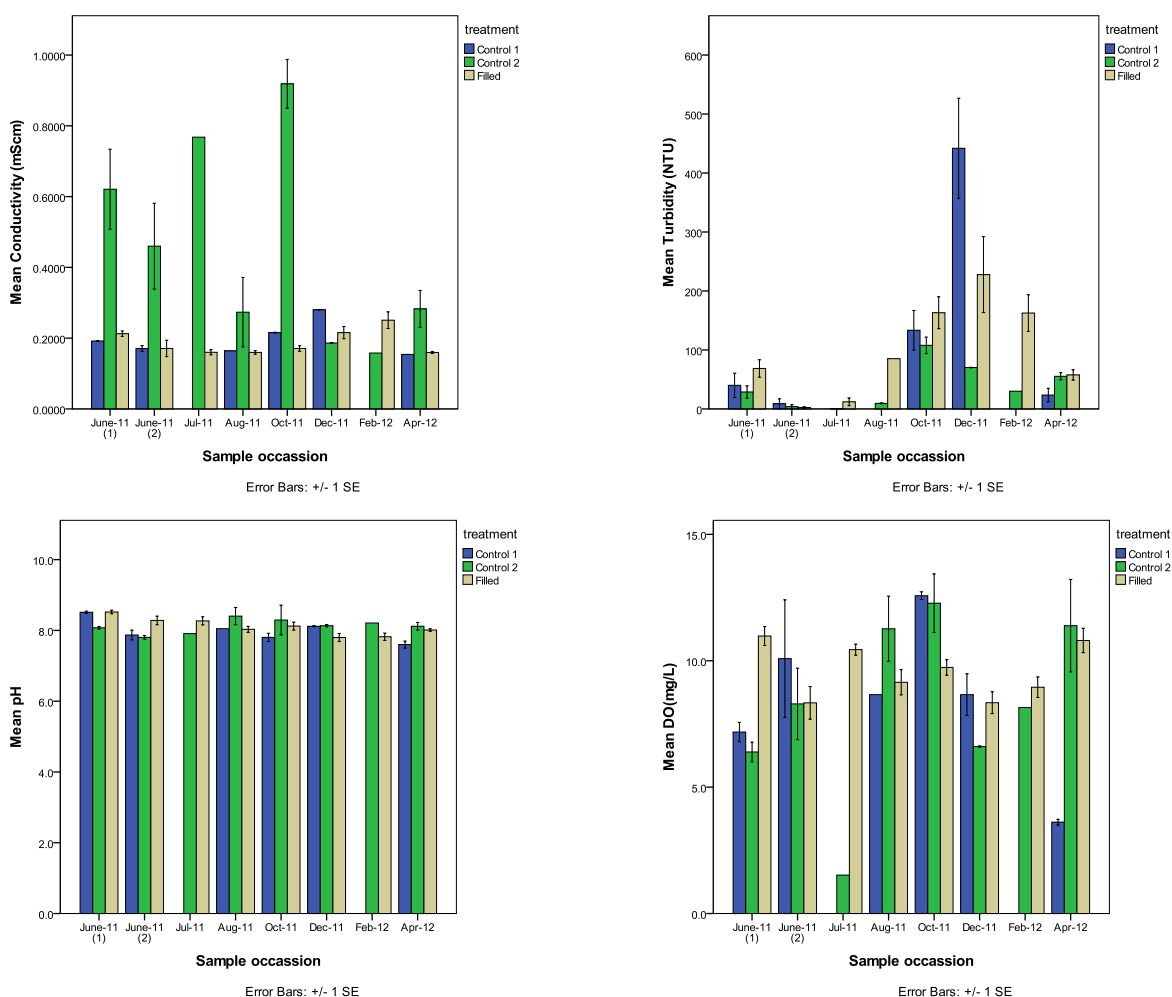 treatment
Control 1
Control 2
Filled
Mean Conductivity (mScm)
1.0000
0.8000
0.6000
0.4000
0.2000
0.0000
June-11 June-11 Jul-11 Aug-11 Oct-11 Dec-11 Feb-12 Apr-12
(1) (2)
Sample occassion
Error Bars: +/- 1 SE
treatment
Control 1
Control 2
Filled
Mean Turbidity (NTU)
600
500
400
300
200
100
0
June-11 June-11 Jul-11 Aug-11 Oct-11 Dec-11 Feb-12 Apr-12
(1) (2)
Sample occassion
Error Bars: +/- 1 SE
treatment
Control 1
Control 2
Filled
Mean pH
10.0
8.0
6.0
4.0
2.0
0.0
June-11 June-11 Jul-11 Aug-11 Oct-11 Dec-11 Feb-12 Apr-12
(1) (2)
Sample occassion
Error Bars: +/- 1 SE
treatment
Control 1
Control 2
Filled
Mean DO(mg/L)
15.0
10.0
5.0
0.0
June-11 June-11 Jul-11 Aug-11 Oct-11 Dec-11 Feb-12 Apr-12
(1) (2)
Sample occassion
Error Bars: +/- 1 SE